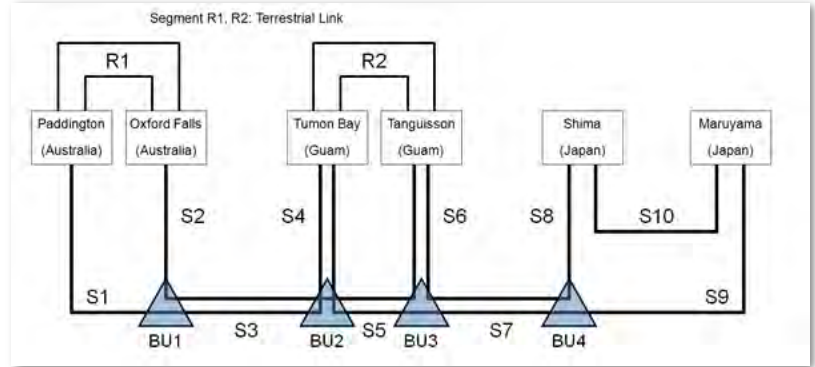 Segment R1, R2: Terrestrial Link
R1
R2
Paddington
(Australia)
Oxford Falls
(Australia)
Tumon Bay
(Guam)
Tanguisson
(Guam)
Shima
(Japan)
Maruyama
(Japan)
S2
S4
S6
S8
S10
S1
S3
S5
S7
S9
BU1
BU2
BU3
BU4